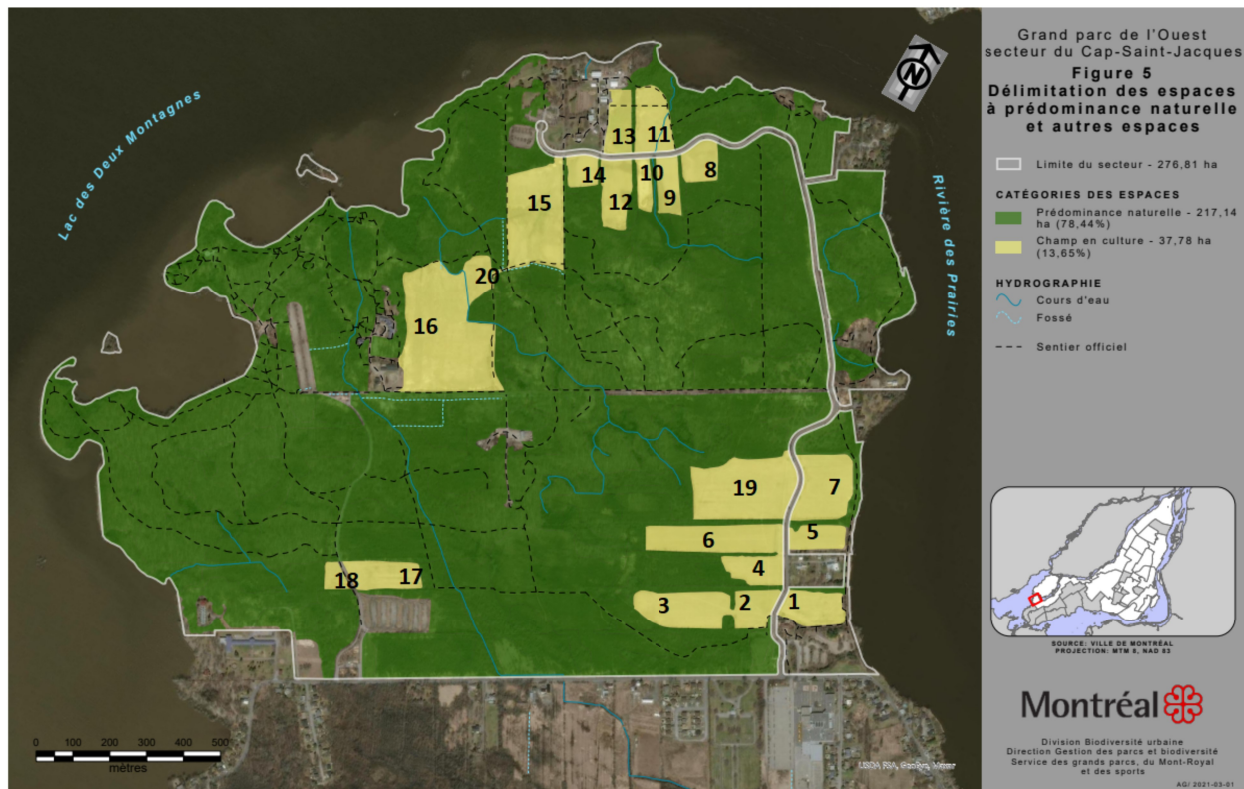 Grand parc de l'Ouest
secteur du Cap-Saint-Jacques
Figure 5
Délimitation des espaces
à prédominance naturelle
et autres espaces
Limite du secteur - 276,81 ha
CATÉGORIES DES ESPACES
Prédominance naturelle - 217,14
ha (78,44%)
Champ en culture - 37,78 ha
(13,65%)
HYDROGRAPHIE
Cours d'eau
Fossé
Sentier officiel
SOURCE: VILLE DE MONTRÉAL
PROJECTION: MTM 8, NAD 83
Montréal
Division Biodiversité urbaine
Direction Gestion des parcs et biodiversité
Service des grands parcs, du Mont-Royal
et des sports
AG/ 2021-03-01
N
Lac des Deux Montagnes
Rivière des Prairies
13
11
14
10
8
15
12
9
20
16
19
7
6
5
4
18
17
3
2
1
0 100 200 300 400 500
mètres
USDA FSA, GeoEye, Maxar